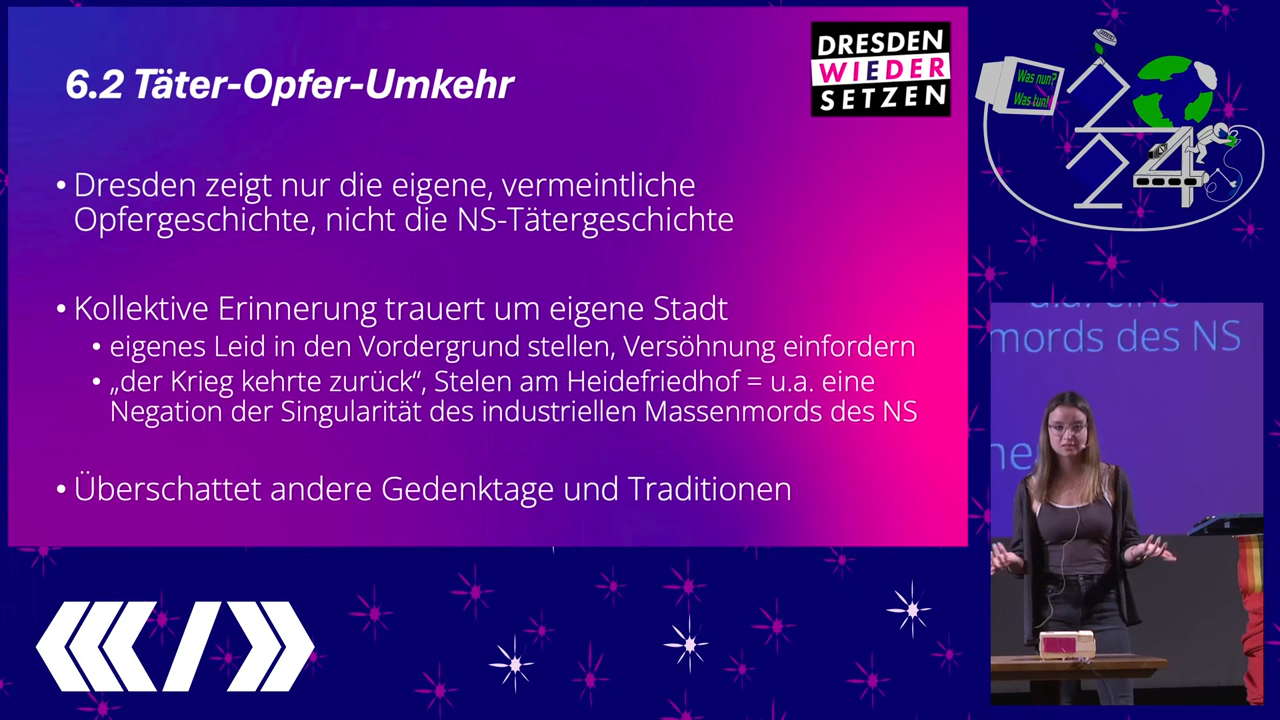 6.2 Täter-Opfer-Umkehr
DRESDEN
WIEDER
SETZEN
• Dresden zeigt nur die eigene, vermeintliche
Opfergeschichte, nicht die NS-Tätergeschichte
• Kollektive Erinnerung trauert um eigene Stadt
• eigenes Leid in den Vordergrund stellen, Versöhnung einfordern
• „der Krieg kehrte zurück“, Stelen am Heidefriedhof = u.a. eine
Negation der Singularität des industriellen Massenmords des NS
• Überschattet andere Gedenktage und Traditionen
Was nun?
Was tun!
2
24
u.a. eine
mords des NS